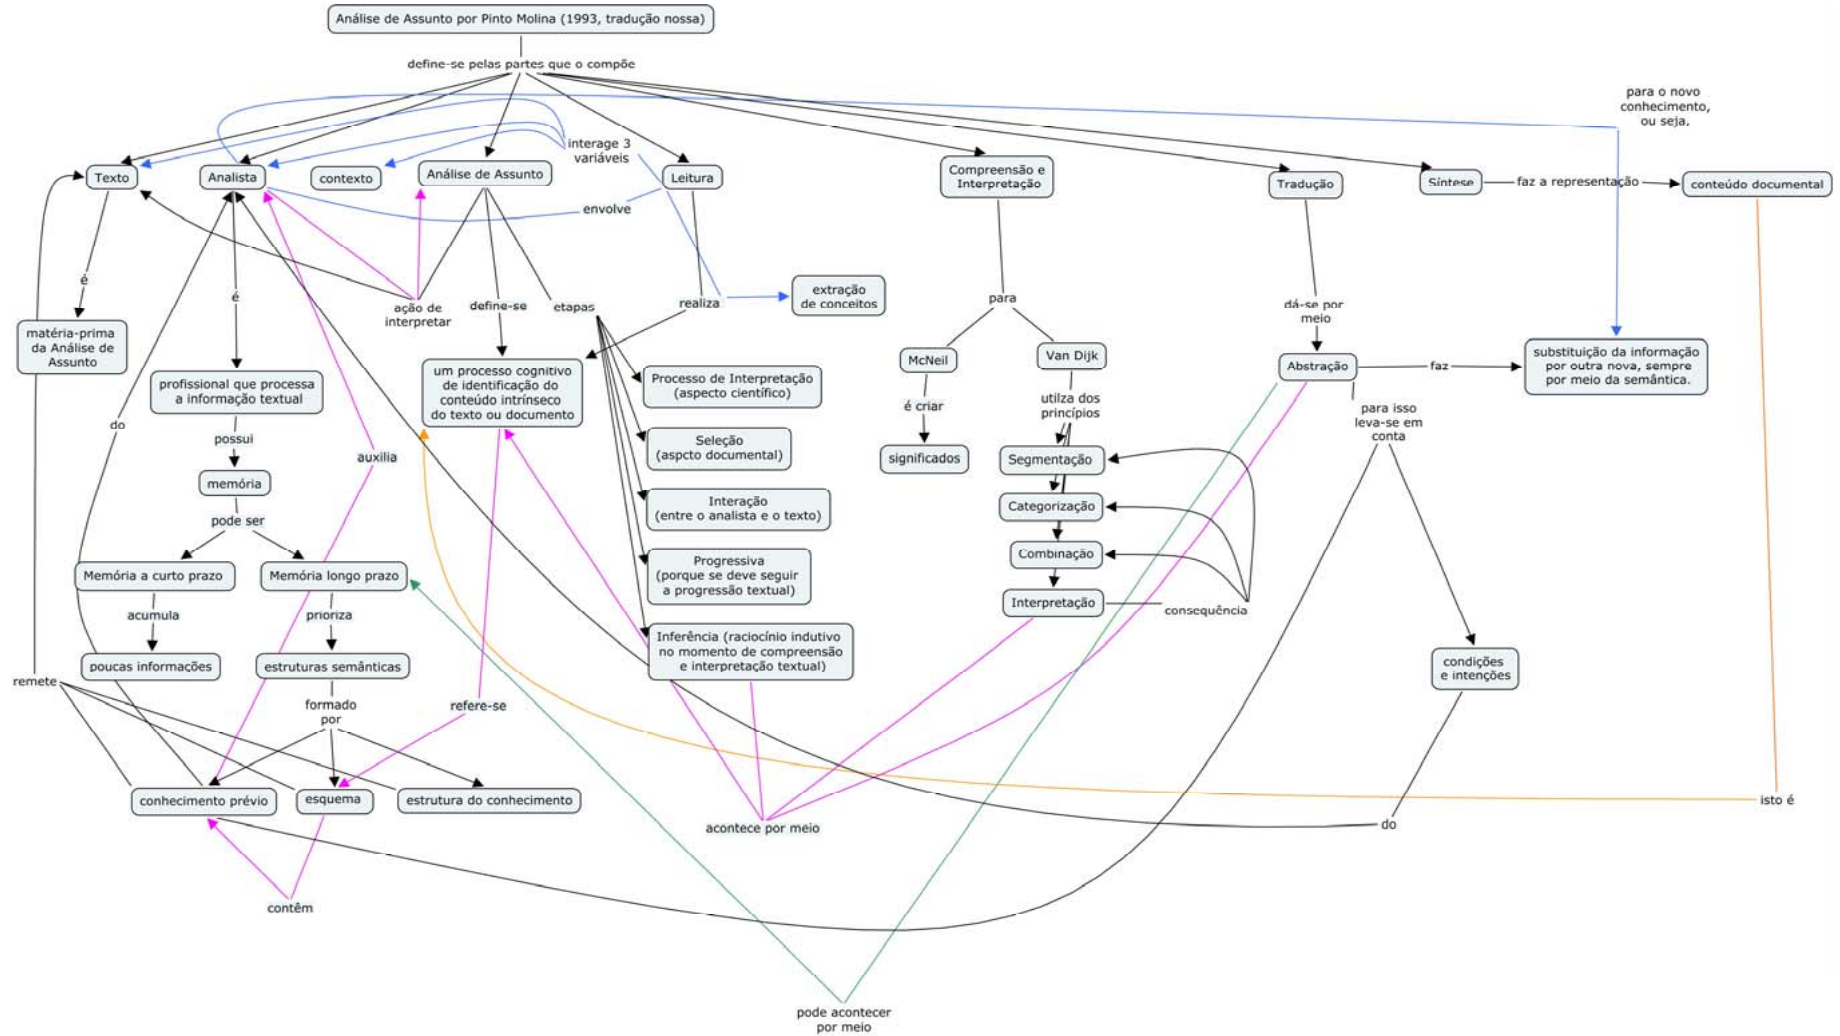 Análise de Assunto por Pinto Molina (1993, tradução nossa)
define-se pelas partes que o compõe
para o novo
conhecimento,
ou seja.
interage 3
variáveis
Texto
Analista
contexto
Análise de Assunto
Leitura
Compreensão e
Interpretação
Tradução
Síntese
faz a representação
conteúdo documental
envolve
é
é
ação de
interpretar
define-se
etapas
realiza
extração
de conceitos
para
dá-se por
meio
matéria-prima
da Análise de
Assunto
McNeil
Van Dijk
Abstração
faz
substituição da informação
por outra nova, sempre
por meio da semântica.
profissional que processa
a informação textual
um processo cognitivo
de identificação do
conteúdo intrínseco
do texto ou documento
Processo de Interpretação
(aspecto científico)
é criar
utilza dos
princípios
para isso
leva-se em
conta
do
possui
auxilia
Seleção
(aspcto documental)
significados
Segmentação
memória
Interação
(entre o analista e o texto)
Categorização
pode ser
Combinação
Memória a curto prazo
Memória longo prazo
Progressiva
(porque se deve seguir
a progressão textual)
Interpretação
consequência
acumula
prioriza
Inferência (raciocínio indutivo
no momento de compreensão
e interpretação textual)
poucas informações
estruturas semânticas
condições
e intenções
remete
formado
por
refere-se
conhecimento prévio
esquema
estrutura do conhecimento
isto é
acontece por meio
do
contêm
pode acontecer
por meio